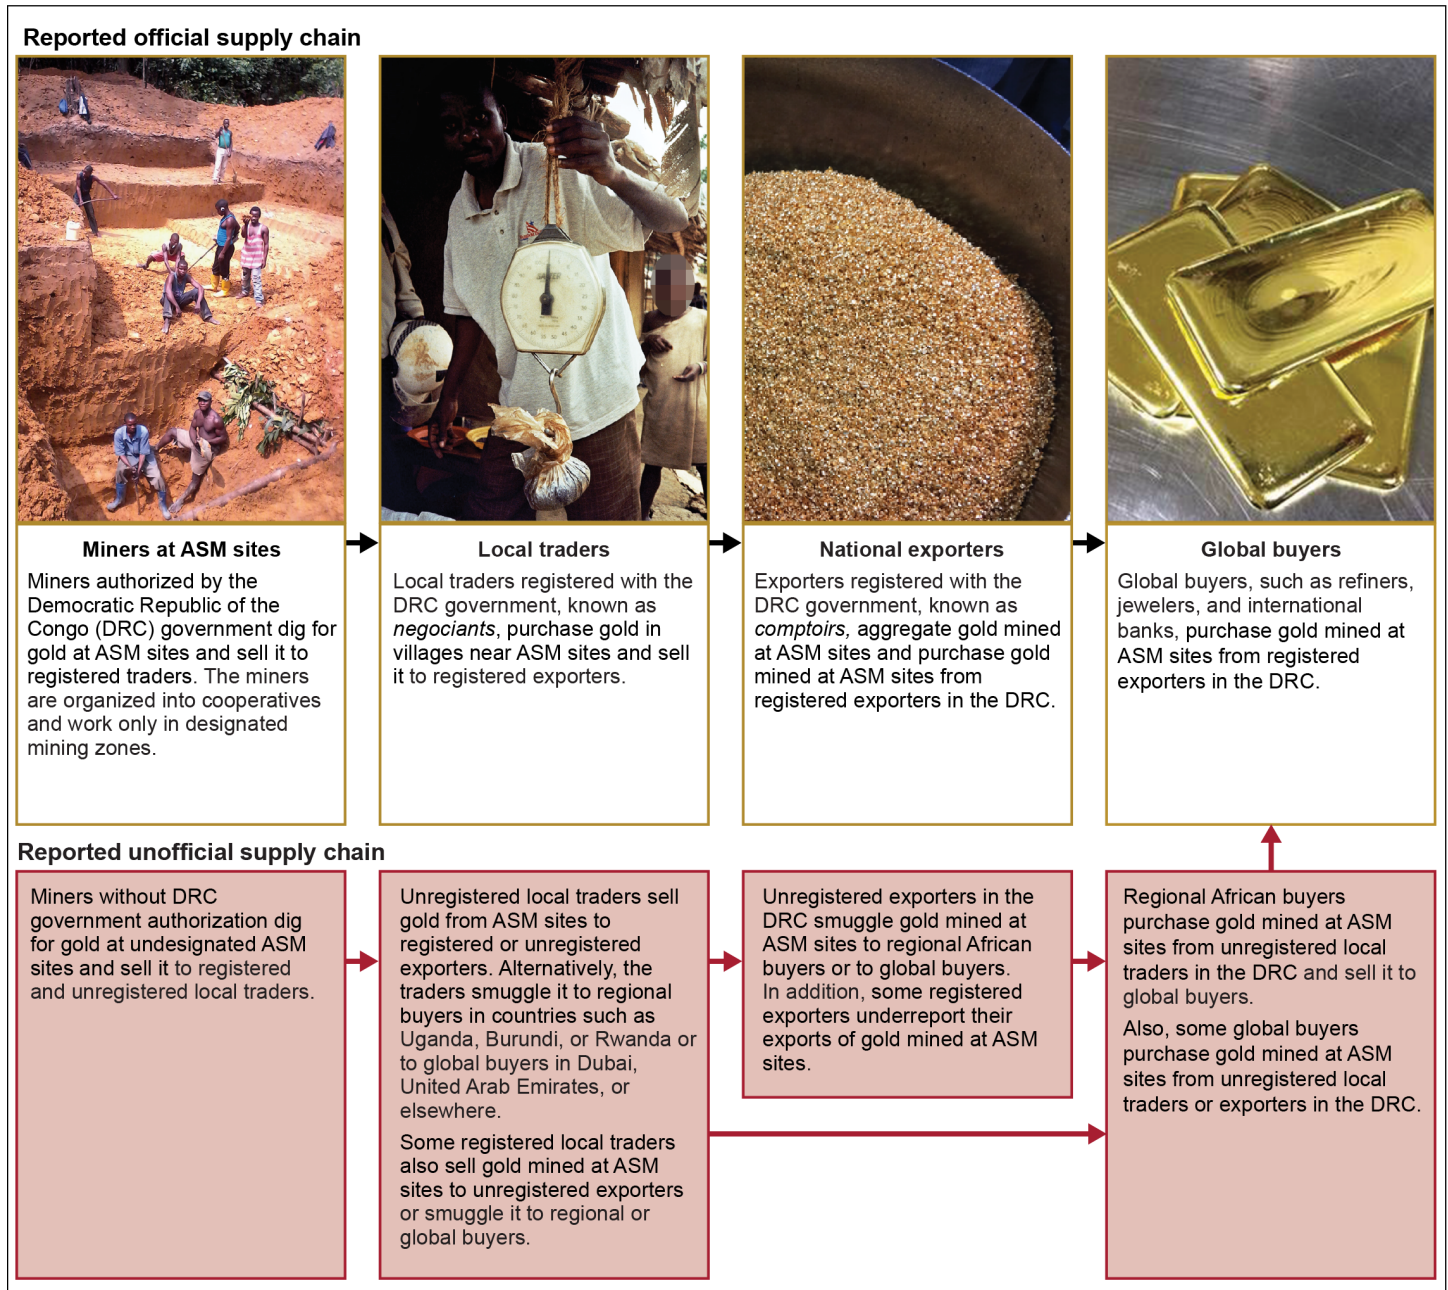 Reported official supply chain
Miners at ASM sites
Miners authorized by the
Democratic Republic of the
Congo (DRC) government dig for
gold at ASM sites and sell it to
registered traders. The miners
are organized into cooperatives
and work only in designated
mining zones.
Local traders
Local traders registered with the
DRC government, known as
negociants, purchase gold in
villages near ASM sites and sell
it to registered exporters.
National exporters
Exporters registered with the
DRC government, known as
comptoirs, aggregate gold mined
at ASM sites and purchase gold
mined at ASM sites from
registered exporters in the DRC.
Global buyers
Global buyers, such as refiners,
jewelers, and international
banks, purchase gold mined at
ASM sites from registered
exporters in the DRC.
Reported unofficial supply chain
Miners without DRC
government authorization dig
for gold at undesignated ASM
sites and sell it to registered
and unregistered local traders.
Unregistered local traders sell
gold from ASM sites to
registered or unregistered
exporters. Alternatively, the
traders smuggle it to regional
buyers in countries such as
Uganda, Burundi, or Rwanda or
to global buyers in Dubai,
United Arab Emirates, or
elsewhere.
Some registered local traders
also sell gold mined at ASM
sites to unregistered exporters
or smuggle it to regional or
global buyers.
Unregistered exporters in the
DRC smuggle gold mined at
ASM sites to regional African
buyers or to global buyers.
In addition, some registered
exporters underreport their
exports of gold mined at ASM
sites.
Regional African buyers
purchase gold mined at ASM
sites from unregistered local
traders in the DRC and sell it to
global buyers.
Also, some global buyers
purchase gold mined at ASM
sites from unregistered local
traders or exporters in the DRC.